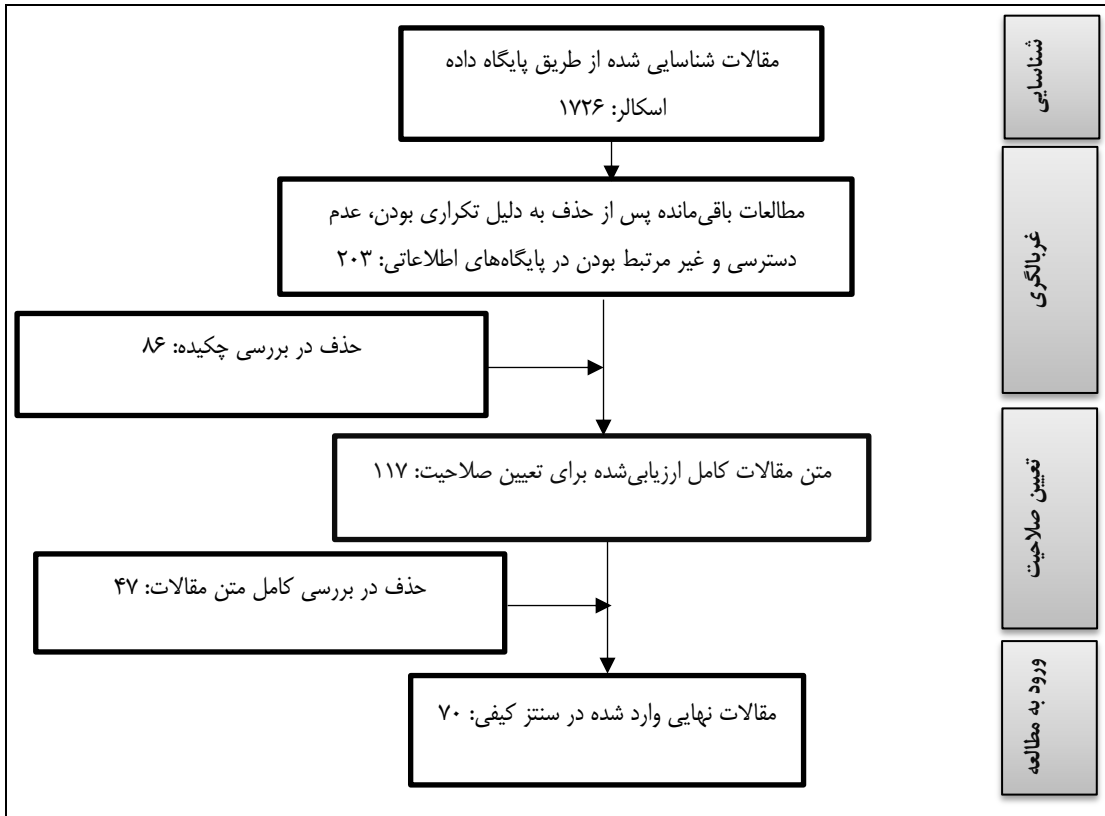 شناسایی
مقالات شناسایی شده از طریق پایگاه داده
اسکالر: ۱۷۲۶
غربالگری
مطالعات باقی‌مانده پس از حذف به دلیل تکراری بودن، عدم
دسترسی و غیر مرتبط بودن در پایگاه‌های اطلاعاتی: ۲۰۳
حذف در بررسی چکیده: ۸۶
تعیین صلاحیت
متن مقالات کامل ارزیابی‌شده برای تعیین صلاحیت: ۱۱۷
حذف در بررسی کامل متن مقالات: ۴۷
ورود به مطالعه
مقالات نهایی وارد شده در سنتز کیفی: ۷۰